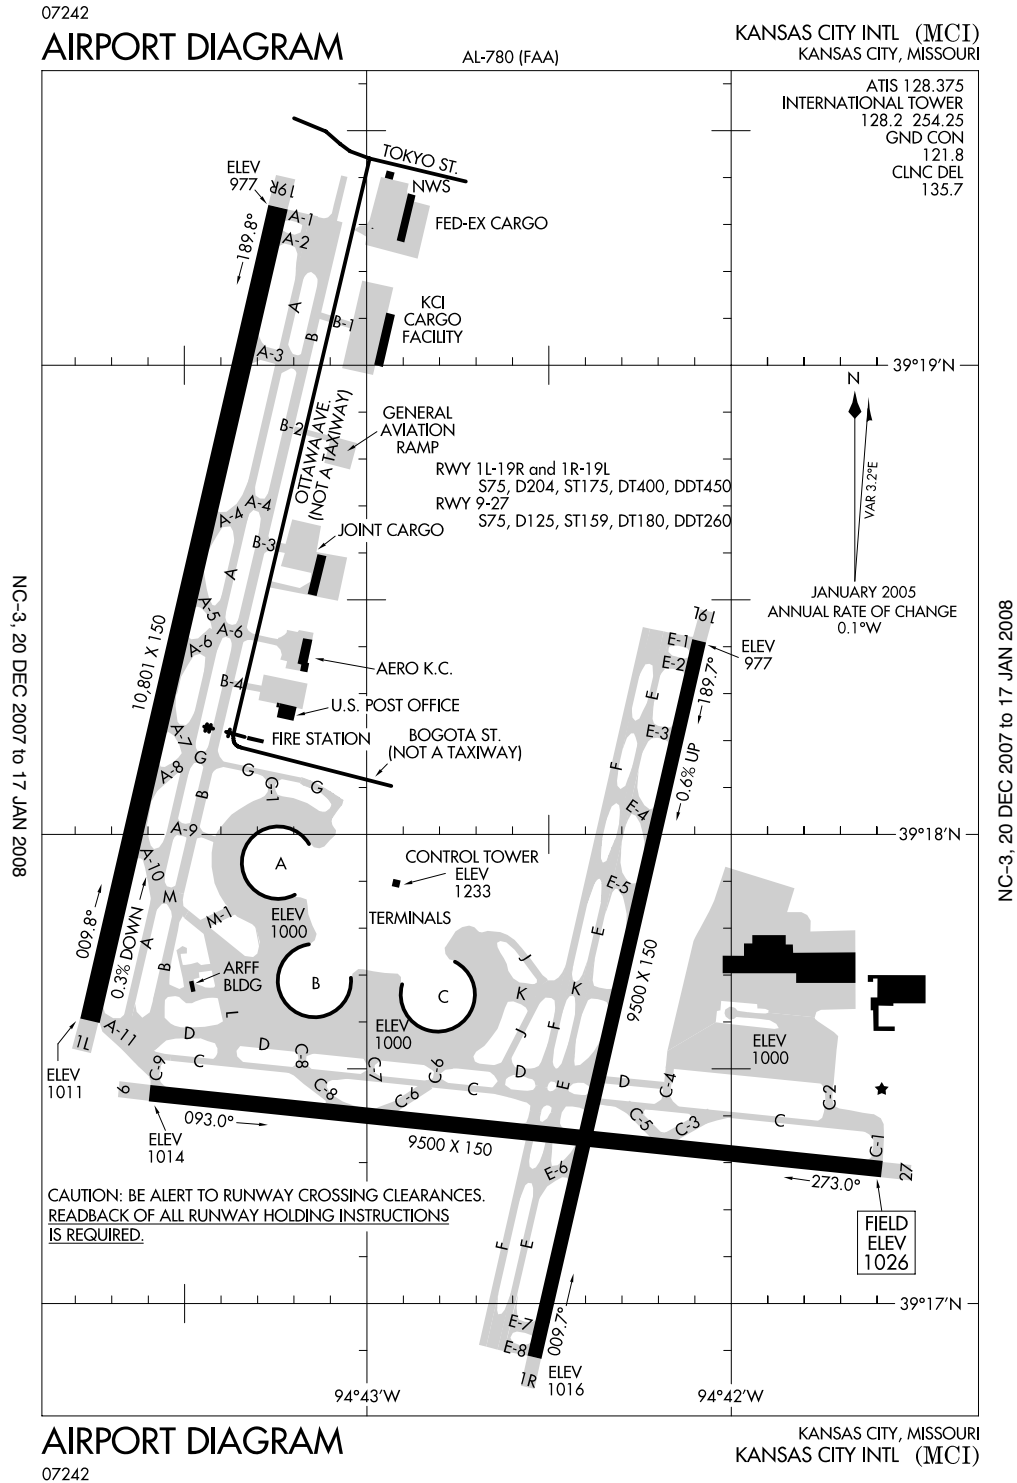 07242
AIRPORT DIAGRAM
AL-780 (FAA)
KANSAS CITY INTL (MCI)
KANSAS CITY, MISSOURI
ATIS 128.375
INTERNATIONAL TOWER
128.2 254.25
GND CON
121.8
CLNC DEL
135.7
TOKYO ST.
NWS
FED-EX CARGO
ELEV
977
19R
A-1
A-2
189.8°
A
B
B-1
KCI
CARGO
FACILITY
A-3
39°19'N
N
VAR 3.2°E
JANUARY 2005
ANNUAL RATE OF CHANGE
0.1°W
B-2
OTTAWA AVE.
(NOT A TAXIWAY)
GENERAL
AVIATION
RAMP
RWY 1L-19R and 1R-19L
S75, D204, ST175, DT400, DDT450
RWY 9-27
S75, D125, ST159, DT180, DDT260
A-4
A-4
B-3
JOINT CARGO
A
A-5
A-6
A-6
10,801 X 150
AERO K.C.
B-4
U.S. POST OFFICE
FIRE STATION
BOGOTA ST.
(NOT A TAXIWAY)
19L
ELEV
977
E-1
E-2
189.7°
E
E-3
F
0.6% UP
E-4
E-5
E
9500 X 150
A-7
A-8
G
G
G-1
G
B
A-9
A-10
39°18'N
A
CONTROL TOWER
ELEV
1233
TERMINALS
ELEV
1000
M
M-1
009.8°
0.3% DOWN
A
B
ARFF
BLDG
L
B
C
ELEV
1000
J
K
K
J
F
ELEV
1000
A-11
1L
ELEV
1011
D
C
C-9
D
C-8
C-8
C-7
C-6
C-6
C
D
E
D
C-4
C-5
C-3
C
C-2
C-1
9
093.0°
ELEV
1014
9500 X 150
E-6
273.0°
27
FIELD
ELEV
1026
CAUTION: BE ALERT TO RUNWAY CROSSING CLEARANCES.
READBACK OF ALL RUNWAY HOLDING INSTRUCTIONS
IS REQUIRED.
F
E
39°17'N
E-7
E-8
009.7°
1R
ELEV
1016
94°43'W
94°42'W
NC-3, 20 DEC 2007 to 17 JAN 2008
NC-3, 20 DEC 2007 to 17 JAN 2008
AIRPORT DIAGRAM
07242
KANSAS CITY, MISSOURI
KANSAS CITY INTL (MCI)